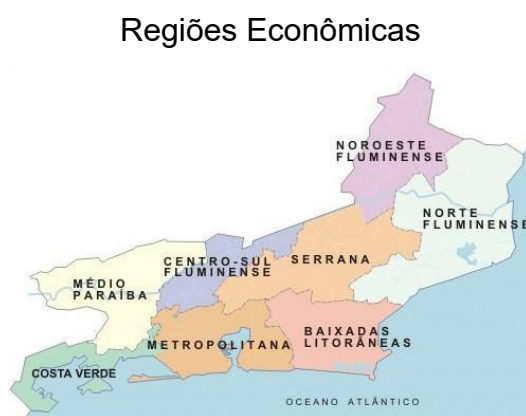 Regiões Econômicas
NOROESTE
FLUMINENSE
NORTE
FLUMINENSE
CENTRO-SUL
FLUMINENSE
SERRANA
MÉDIO
PARAÍBA
BAIXADAS
LITORÂNEAS
METROPOLITANA
COSTA VERDE
OCEANO ATLÂNTICO